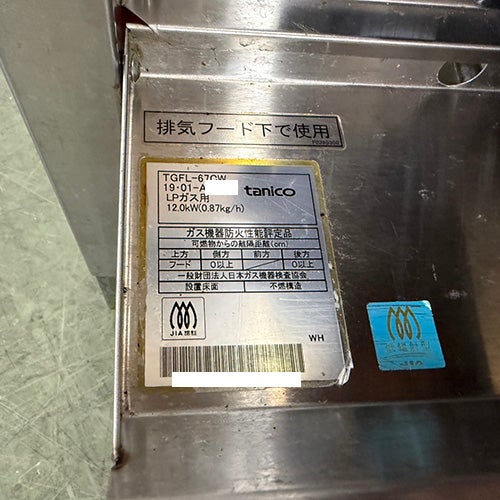 排気フード下で使用
TGFL-67CW
19·01-A tanico
LPガス用
12.0kW(0.87kg/h)
ガス機器防火性能評定品
可燃物からの離隔距離(cm)
上方 側方 前方 後方
フード 0以上 0以上
一般財団法人日本ガス機器検査協会
設置床面 不燃構造
JIA
WH